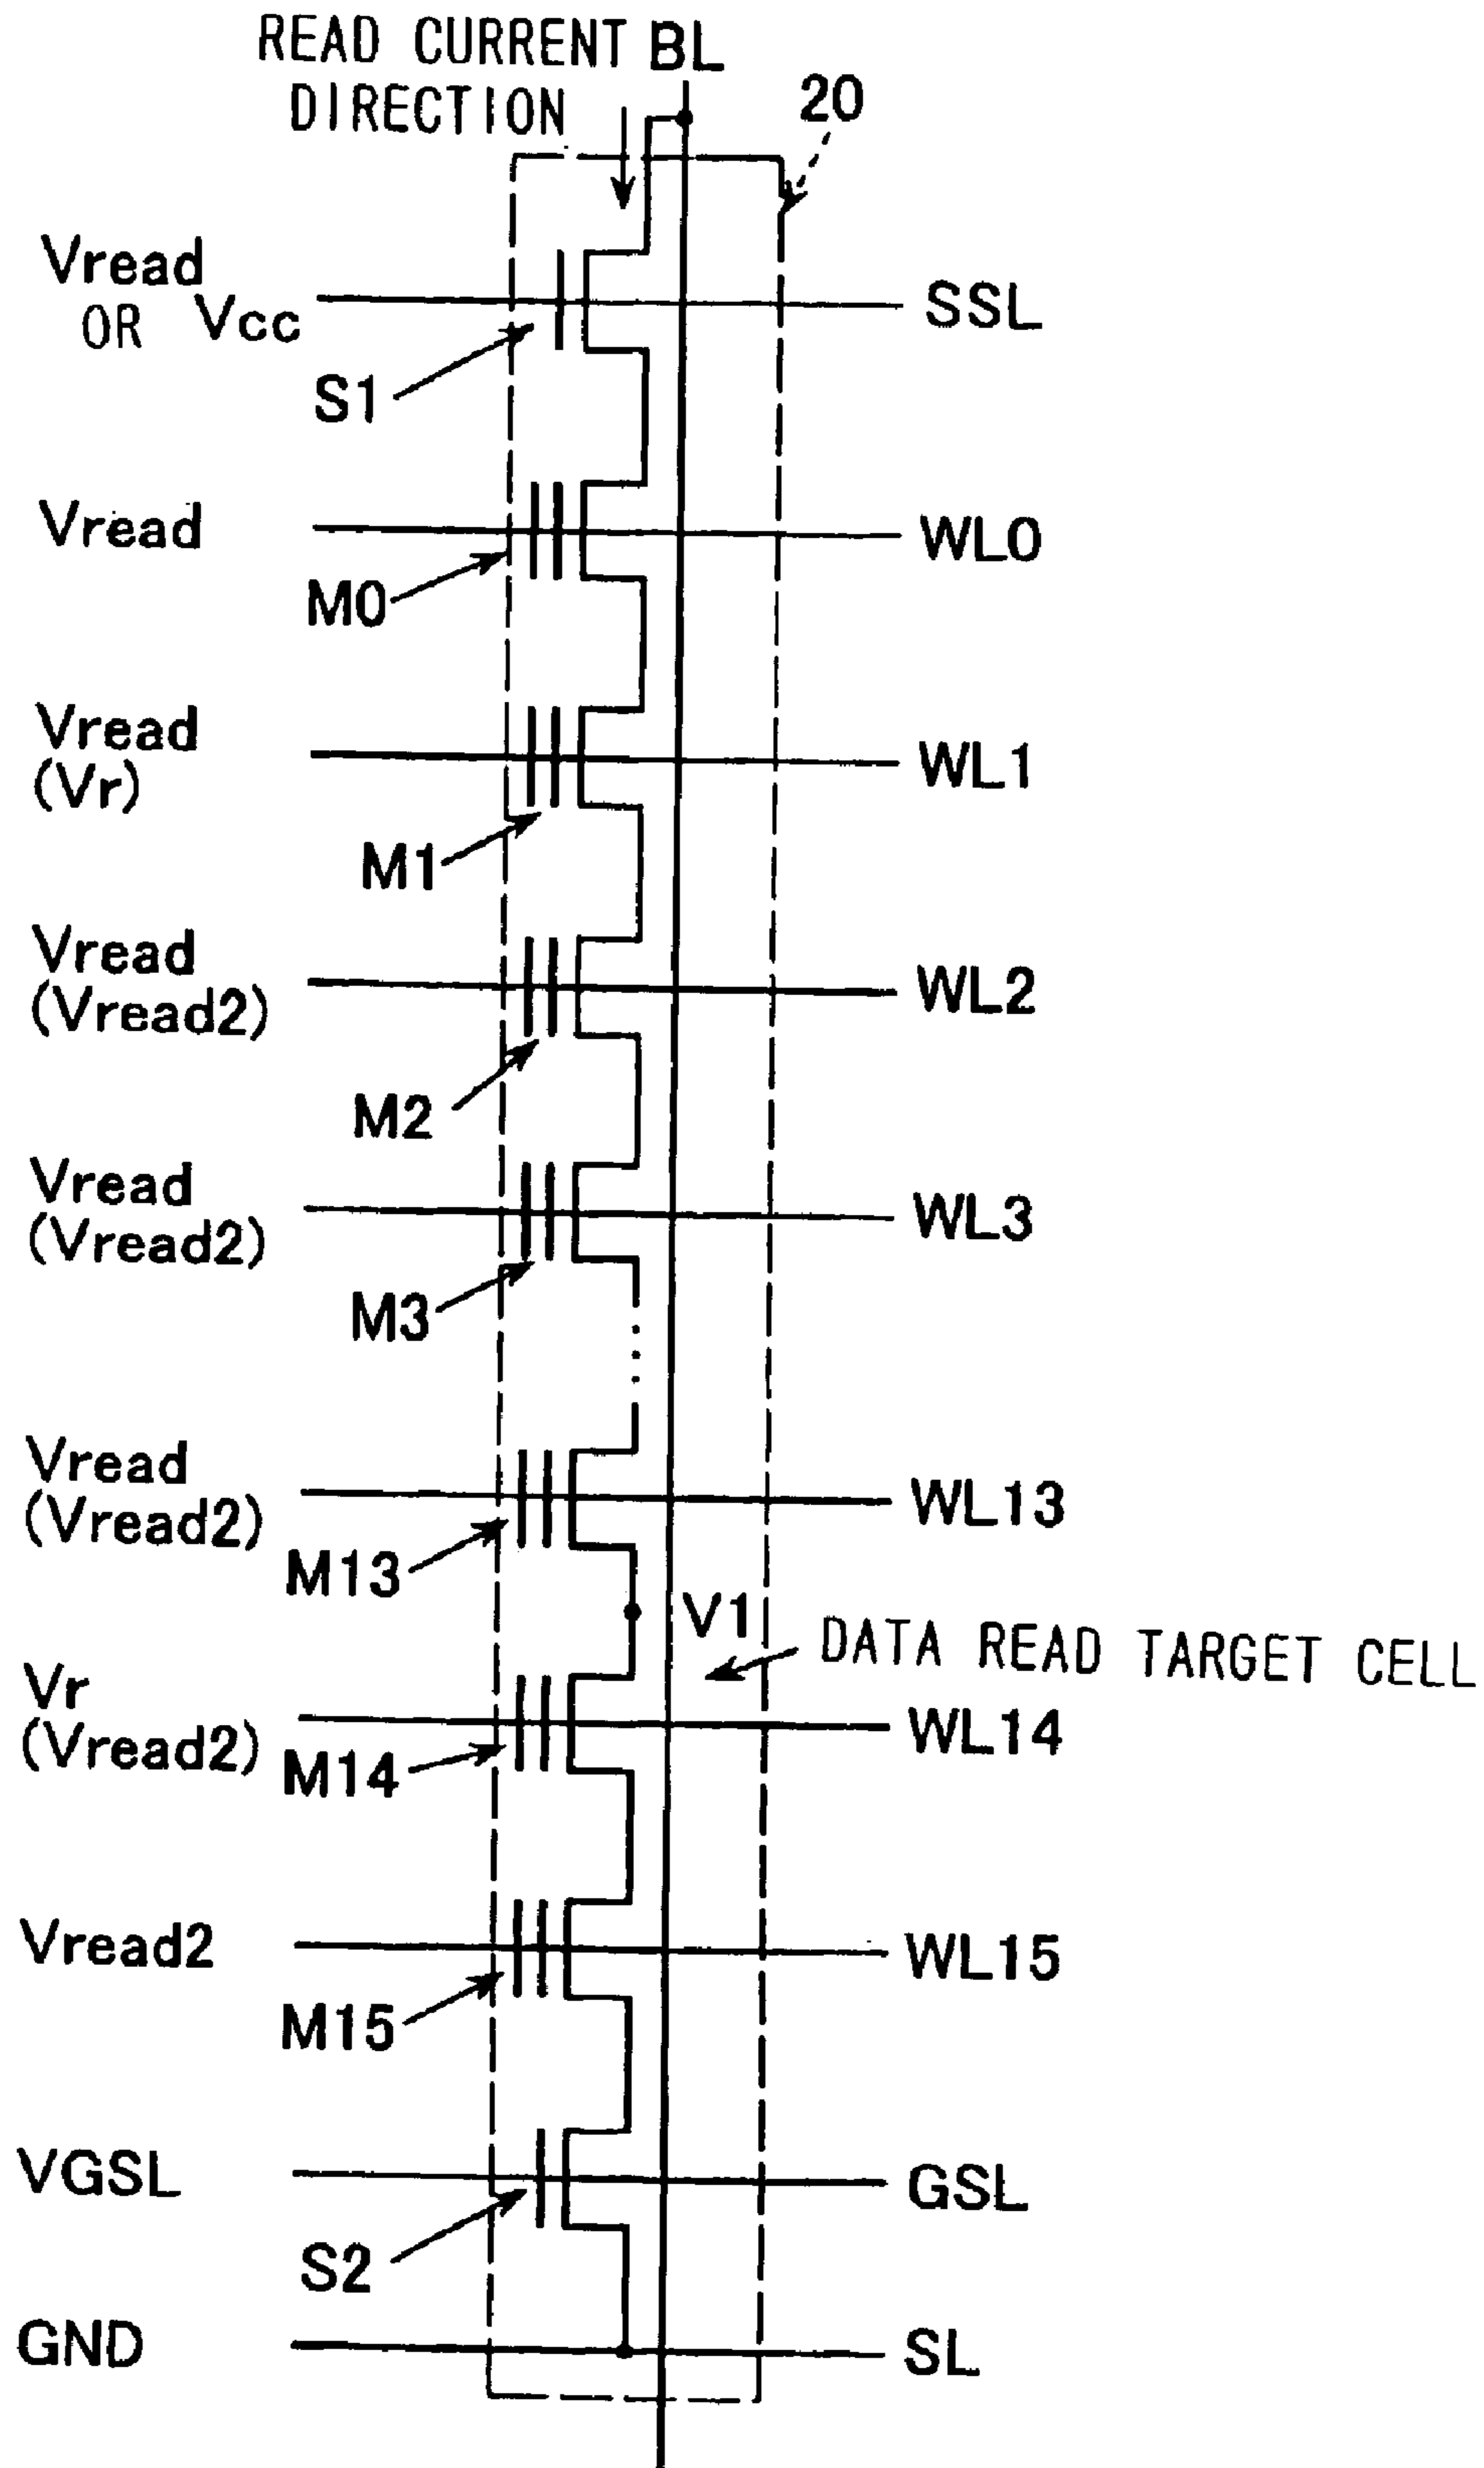 READ CURRENT BL
DIRECTION
20
Vread
OR Vcc
SSL
S1
Vread
WL0
M0
Vread
(Vr)
WL1
M1
Vread
(Vread2)
WL2
M2
Vread
(Vread2)
WL3
M3
Vread
(Vread2)
WL13
M13
V1
DATA READ TARGET CELL
Vr
(Vread2)
WL14
M14
Vread2
WL15
M15
VGSL
GSL
S2
GND
SL